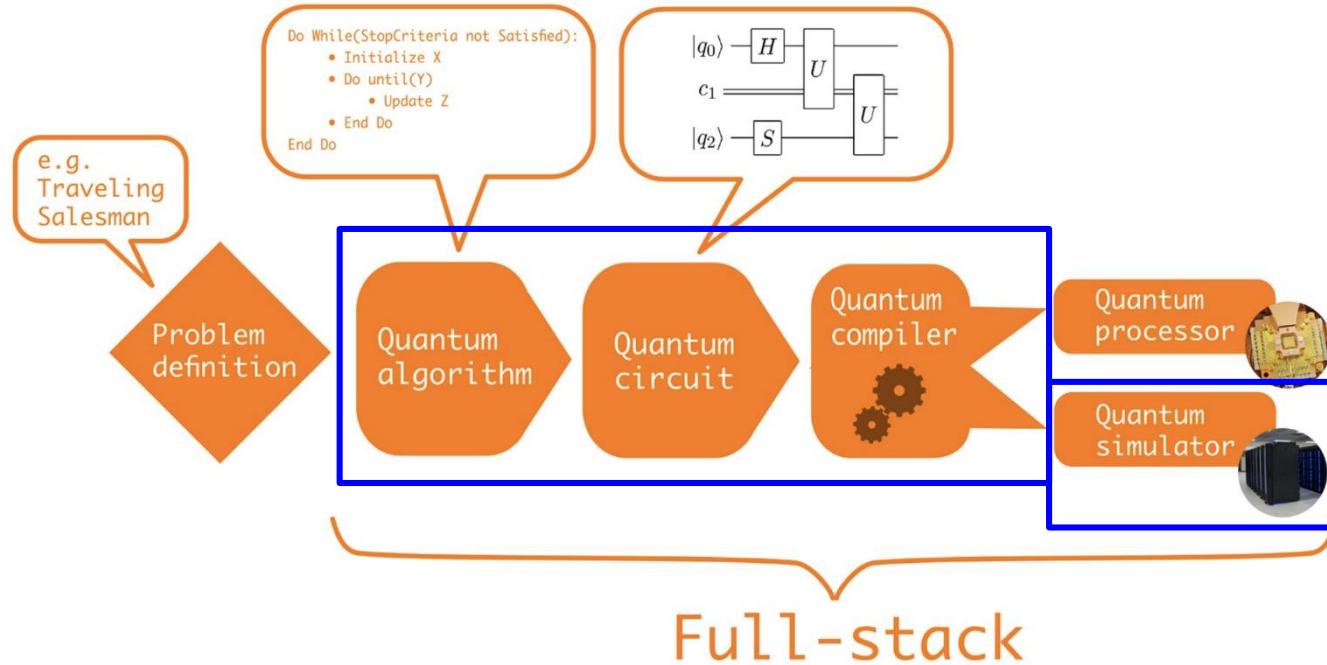 Do While(StopCriteria not Satisfied):
• Initialize X
• Do until(Y)
• Update Z
• End Do
End Do
|q₀⟩ H U
c₁ U
|q₂⟩ S
e.g.
Traveling
Salesman
Problem
definition
Quantum
algorithm
Quantum
circuit
Quantum
compiler
Quantum
processor
Quantum
simulator
Full-stack